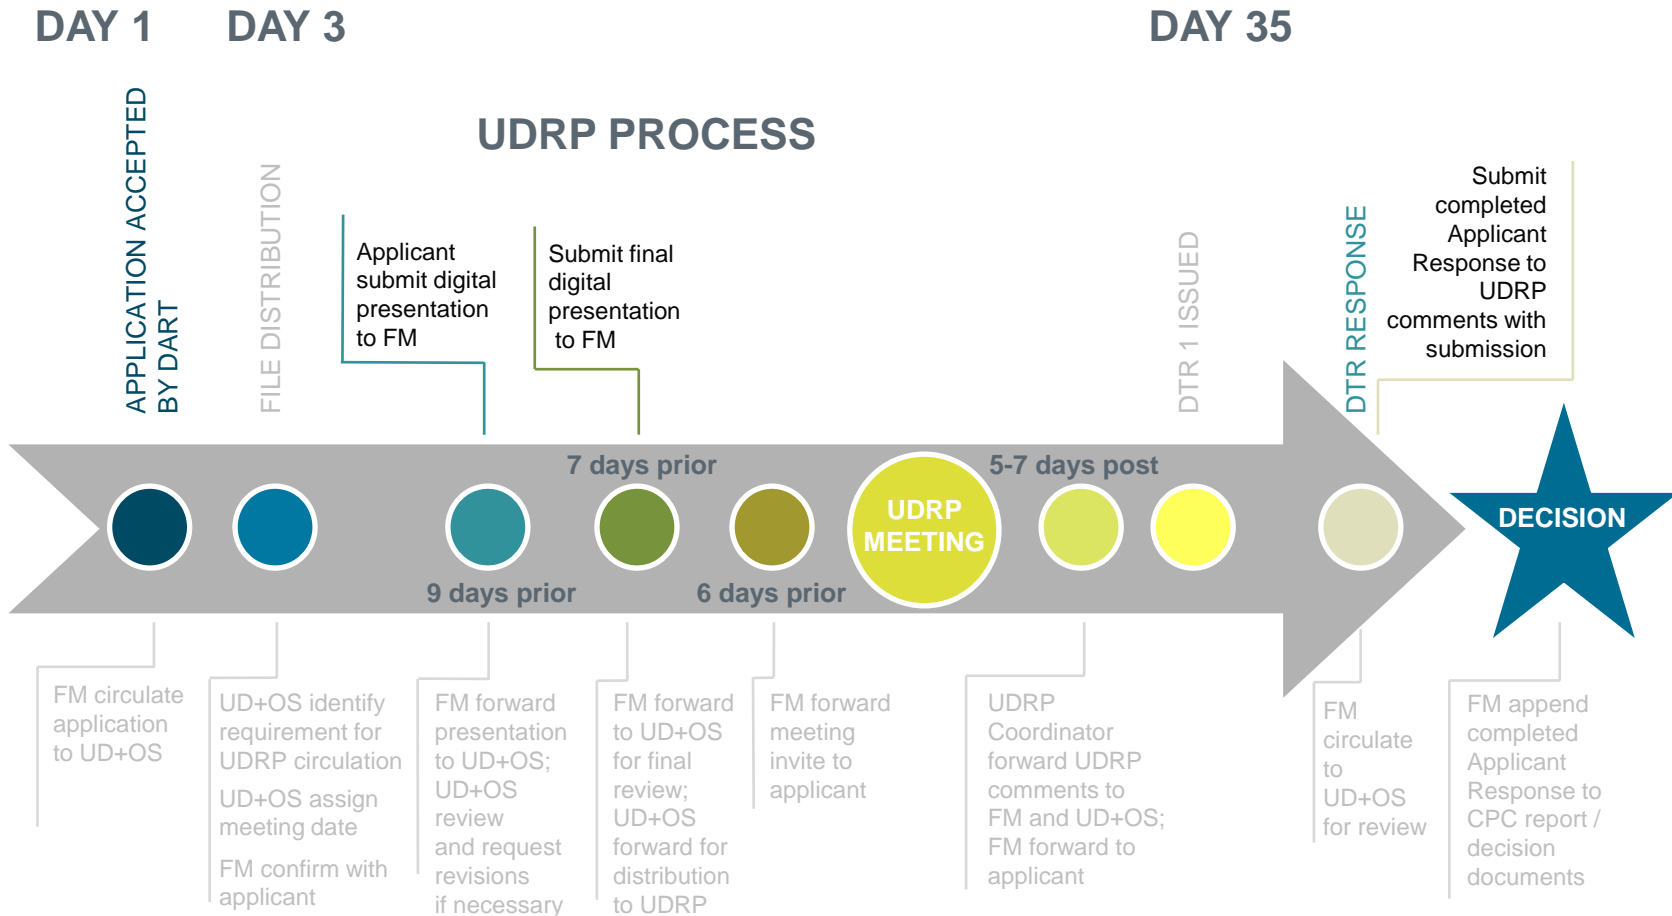 DAY 1
DAY 3
DAY 35
UDRP PROCESS
APPLICATION ACCEPTED
BY DART
FILE DISTRIBUTION
Applicant
submit digital
presentation
to FM
Submit final
digital
presentation
to FM
DTR 1 ISSUED
DTR RESPONSE
Submit
completed
Applicant
Response to
UDRP
comments with
submission
7 days prior
5-7 days post
UDRP
MEETING
DECISION
9 days prior
6 days prior
FM circulate
application
to UD+OS
UD+OS identify
requirement for
UDRP circulation
UD+OS assign
meeting date
FM confirm with
applicant
FM forward
presentation
to UD+OS;
UD+OS
review
and request
revisions
if necessary
FM forward
to UD+OS
for final
review;
UD+OS
forward for
distribution
to UDRP
FM forward
meeting
invite to
applicant
UDRP
Coordinator
forward UDRP
comments to
FM and UD+OS;
FM forward to
applicant
FM
circulate
to
UD+OS
for review
FM append
completed
Applicant
Response to
CPC report /
decision
documents